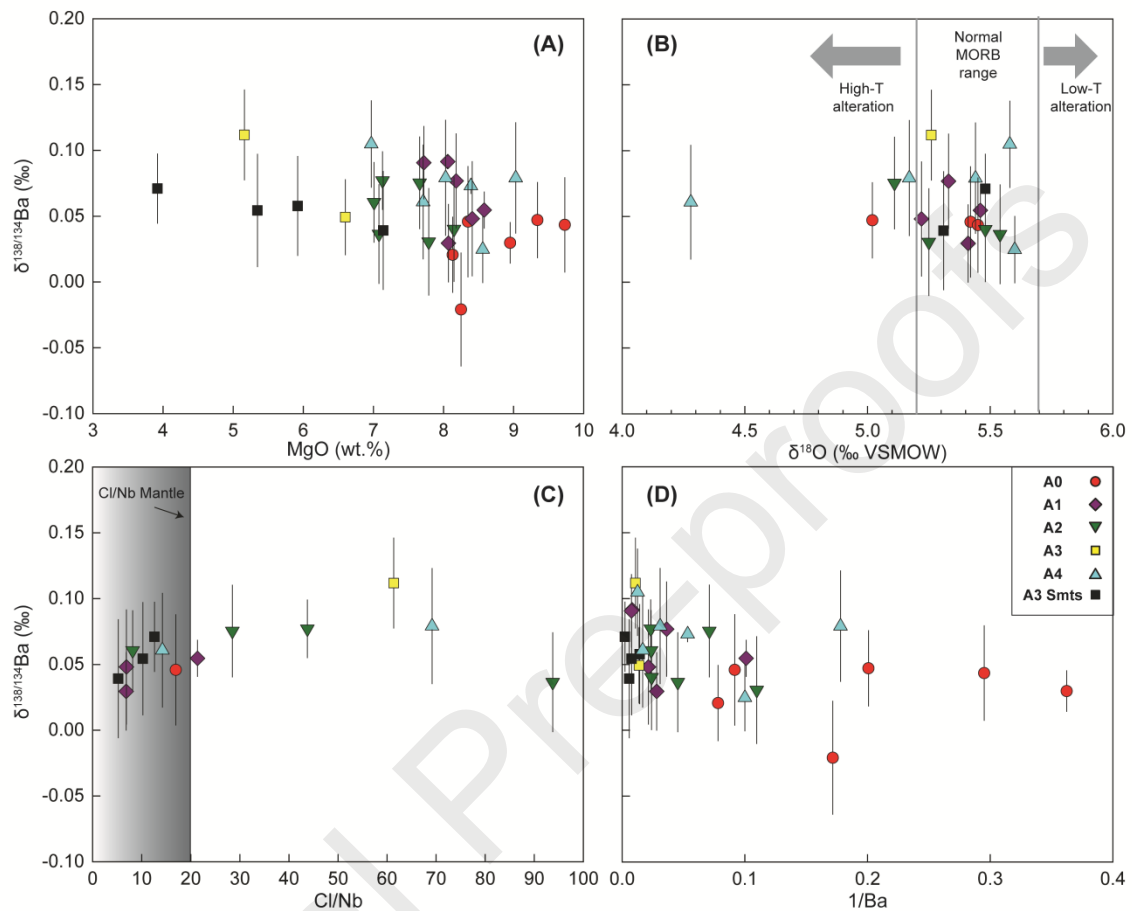 0.20
0.15
0.10
0.05
0.00
0.05
0.10
δ138/134Ba (‰)
(A)
3 4 5 6 7 8 9 10
MgO (wt.%)
(B)
Normal
MORB
range
High-T
alteration
Low-T
alteration
4.0 4.5 5.0 5.5 6.0
δ18O (‰ VSMOW)
0.20
0.15
0.10
0.05
0.00
0.05
-0.10
δ138/134Ba (‰)
Cl/Nb Mantle
(C)
0 10 20 30 40 50 60 70 80 90 100
Cl/Nb
(D)
A0
A1
A2
A3
A4
A3 Smts
0.0 0.1 0.2 0.3 0.4
1/Ba
l Pre-proofs